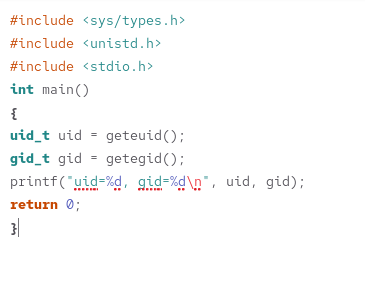 #include <sys/types.h>
#include <unistd.h>
#include <stdio.h>
int main()
{
uid_t uid = geteuid();
gid_t gid = getegid();
printf("uid=%d, gid=%d\n", uid, gid);
return 0;
}